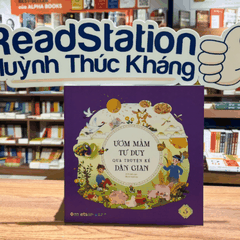 ALPHA BOOKS
ReadStation
Huỳnh Thúc Kháng
ƯƠM MẦM
TƯ DUY
QUA TRUYỆN KỂ
DÂN GIAN